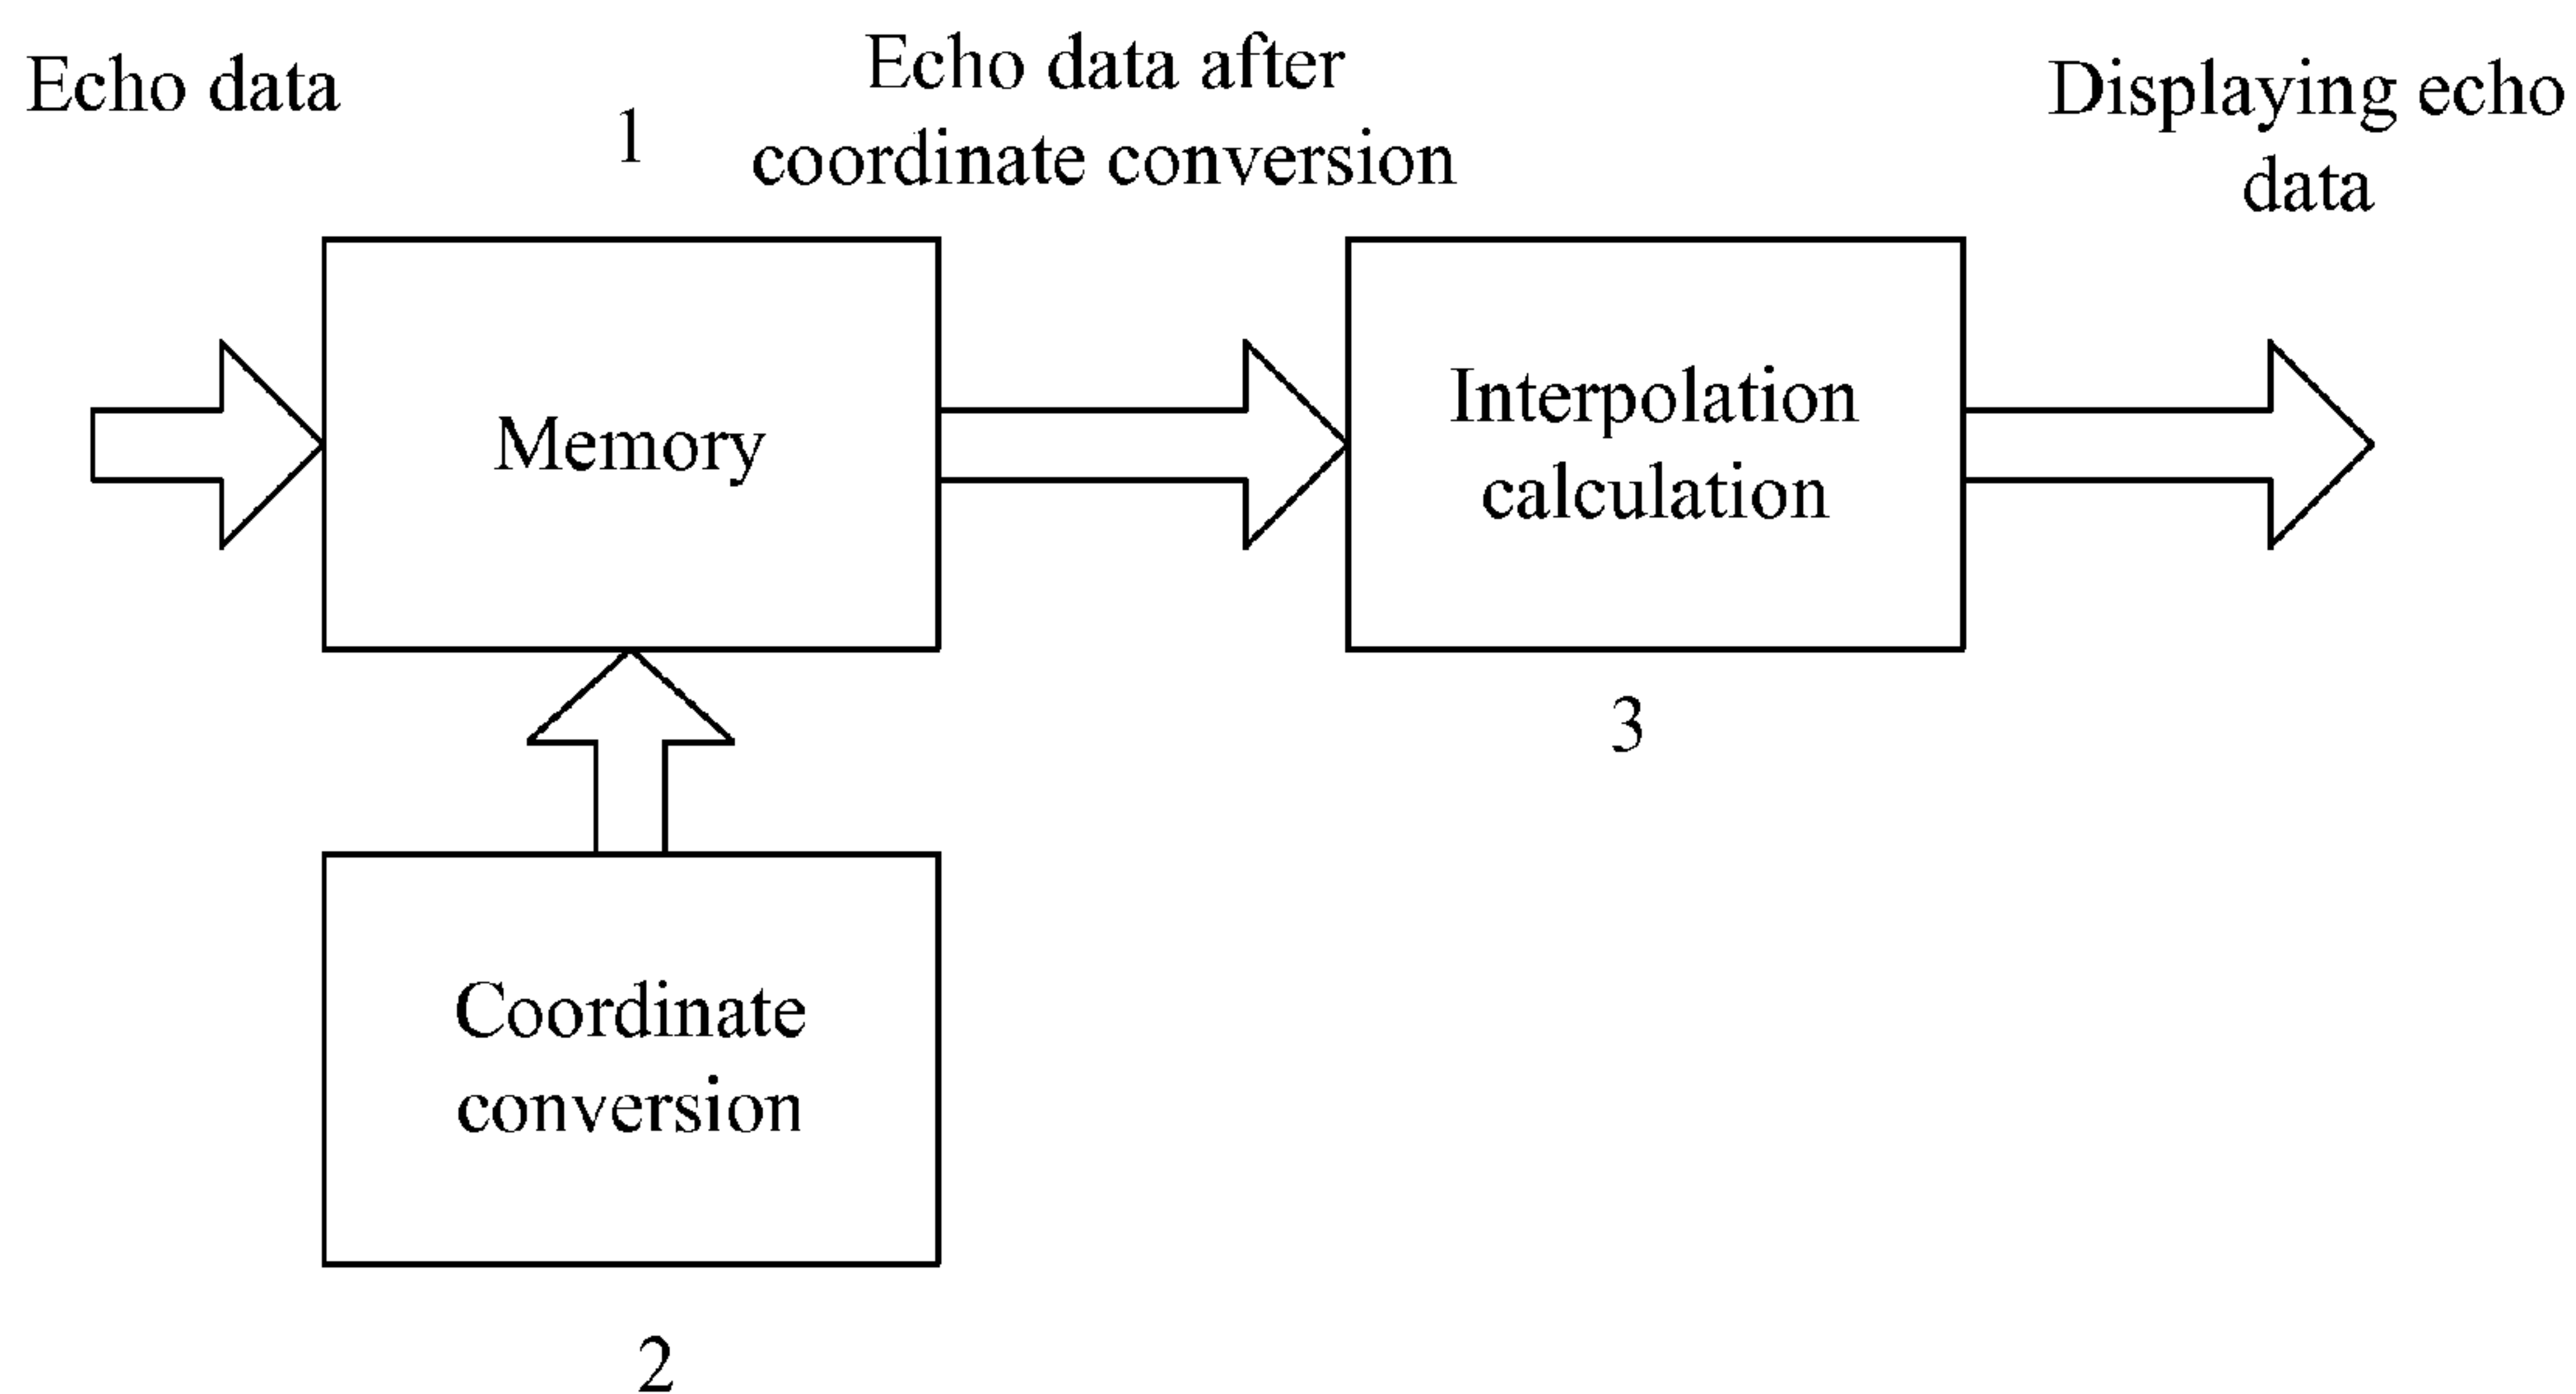 Echo data
1
Echo data after
coordinate conversion
Displaying echo
data
Memory
Interpolation
calculation
3
Coordinate
conversion
2